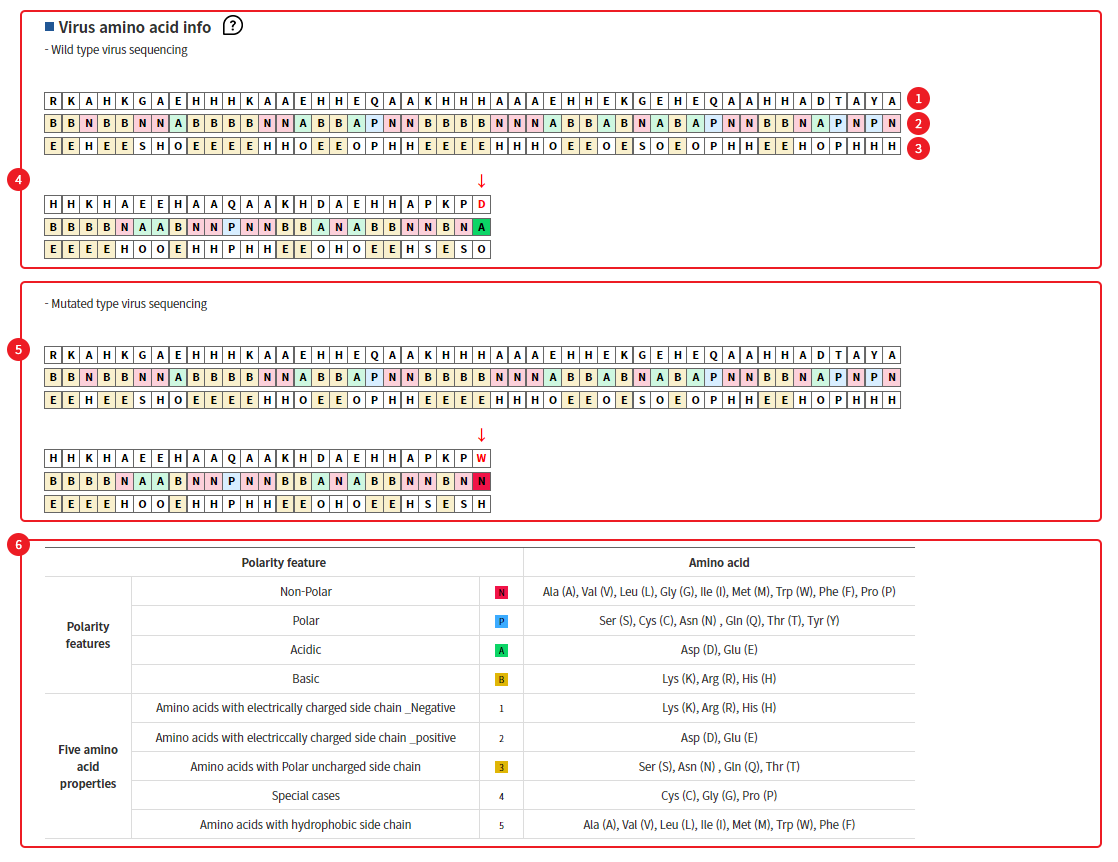 Virus amino acid info ?
- Wild type virus sequencing
R K A H K G A E H H H K A A E H H E Q A A K H H H A A A E H H E K G E H E Q A A H H A D T A Y A 1
B B N B B N N A B B B B N N A B B A P N N B B B B N N N A B B A B N A B A P N N B B N A P N P N 2
E E H E E S H O E E E E H H O E E O P H H E E E E H H H O E E O E S O E O P H H E E H O P H H H 3
4 ↓
H H K H A E E H A A Q A A K H D A E H H A P K P D
B B B B N A A B N N P N N B B A N A B B N N B N A
E E E E H O O E H H P H H E E O H O E E H S E S O
- Mutated type virus sequencing
5
R K A H K G A E H H H K A A E H H E Q A A K H H H A A A E H H E K G E H E Q A A H H A D T A Y A
B B N B B N N A B B B B N N A B B A P N N B B B B N N N A B B A B N A B A P N N B B N A P N P N
E E H E E S H O E E E E H H O E E O P H H E E E E H H H O E E O E S O E O P H H E E H O P H H H
↓
H H K H A E E H A A Q A A K H D A E H H A P K P W
B B B B N A A B N N P N N B B A N A B B N N B N N
E E E E H O O E H H P H H E E O H O E E H S E S H
6
Polarity feature Amino acid
Polarity features
Non-Polar N Ala (A), Val (V), Leu (L), Gly (G), Ile (I), Met (M), Trp (W), Phe (F), Pro (P)
Polar P Ser (S), Cys (C), Asn (N) , Gln (Q), Thr (T), Tyr (Y)
Acidic A Asp (D), Glu (E)
Basic B Lys (K), Arg (R), His (H)
Five amino acid properties
Amino acids with electrically charged side chain _Negative 1 Lys (K), Arg (R), His (H)
Amino acids with electriccally charged side chain _positive 2 Asp (D), Glu (E)
Amino acids with Polar uncharged side chain 3 Ser (S), Asn (N) , Gln (Q), Thr (T)
Special cases 4 Cys (C), Gly (G), Pro (P)
Amino acids with hydrophobic side chain 5 Ala (A), Val (V), Leu (L), Ile (I), Met (M), Trp (W), Phe (F)